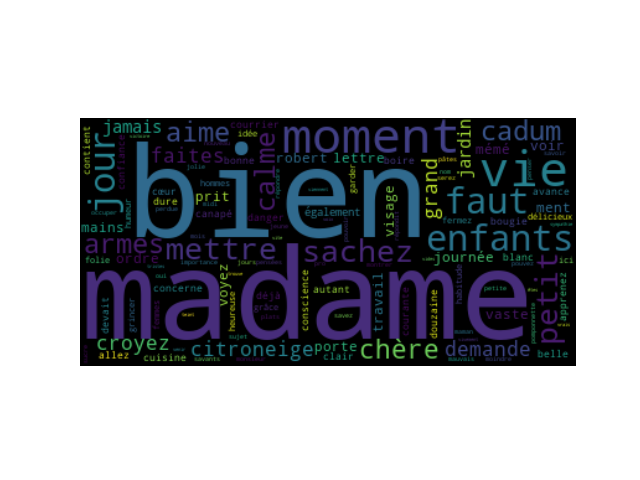 jamais
aime
courrier
idée
moment
jardin
cadum
voir
mémé
contient
confiance
jour
faites
bonne
calme
robert lettre
boire
garder
grand
vie
pâtes
bien
cœur
dure
prit
hommes
canapé
danger
également
visage
faut
bougie
avance
ment
délicieux
mains
armes
mettre
sachez
enfants
fermez
folie
ordre
journée
blanc
ici
madame
concerne
voyez
heureuse
déjà
grâce
conscience
autant
travail
courante
douzaine
habitude
petite
vaste
petit
apprenez
devait
grincer
importance
sujet
savez
croyez
allez
cuisine
savants
citroneige
porte
clair
chère
demande
mauvais
moindre
belle